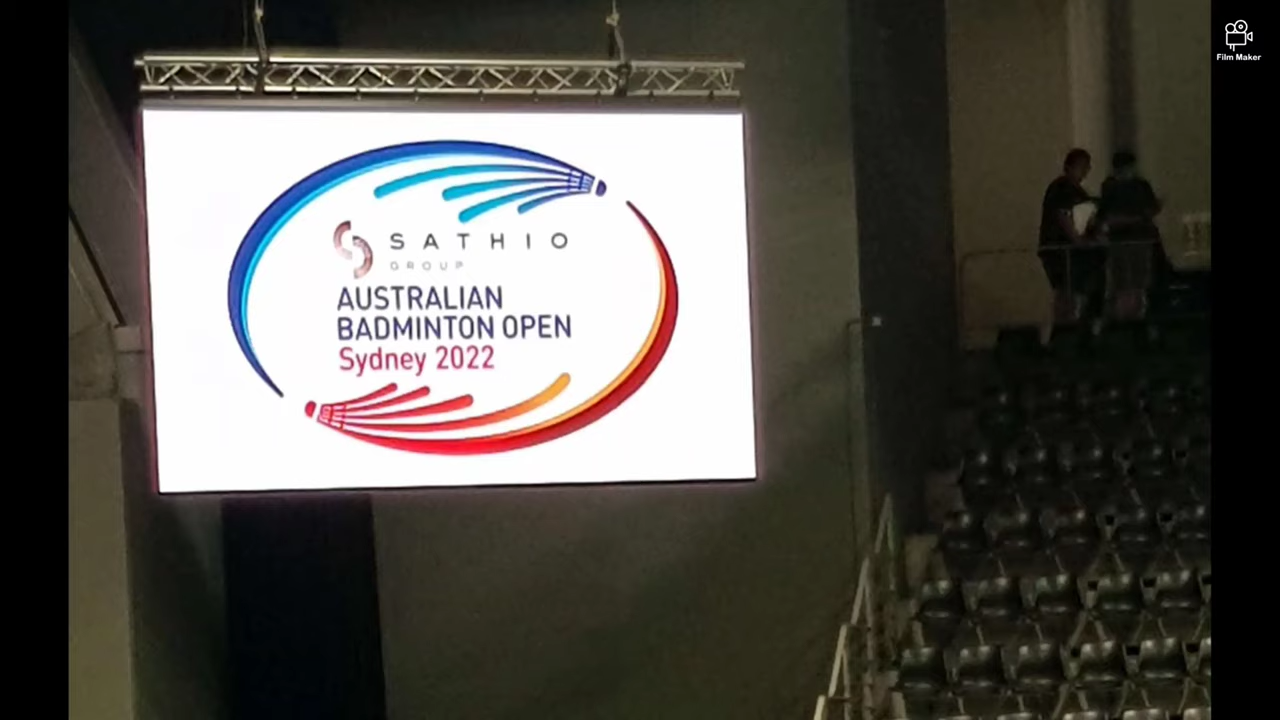 Film Maker
SATHIO
GROUP
AUSTRALIAN
BADMINTON OPEN
Sydney 2022